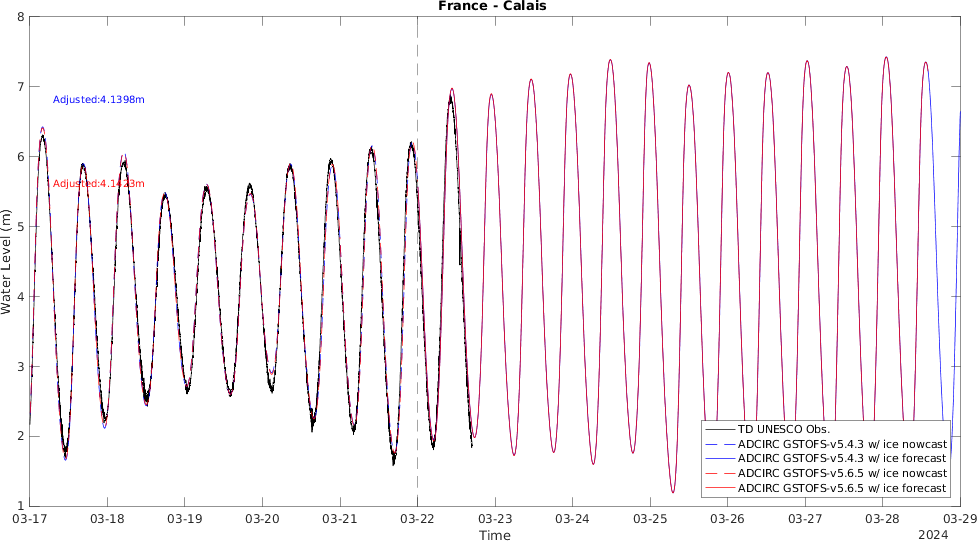 France - Calais
8
7
6
5
4
3
2
1
Water Level (m)
Adjusted:4.1398m
Adjusted:4.1423m
TD UNESCO Obs.
ADCIRC GSTOFS-v5.4.3 w/ ice nowcast
ADCIRC GSTOFS-v5.4.3 w/ ice forecast
ADCIRC GSTOFS-v5.6.5 w/ ice nowcast
ADCIRC GSTOFS-v5.6.5 w/ ice forecast
03-17 03-18 03-19 03-20 03-21 03-22 03-23 03-24 03-25 03-26 03-27 03-28 03-29
Time
2024